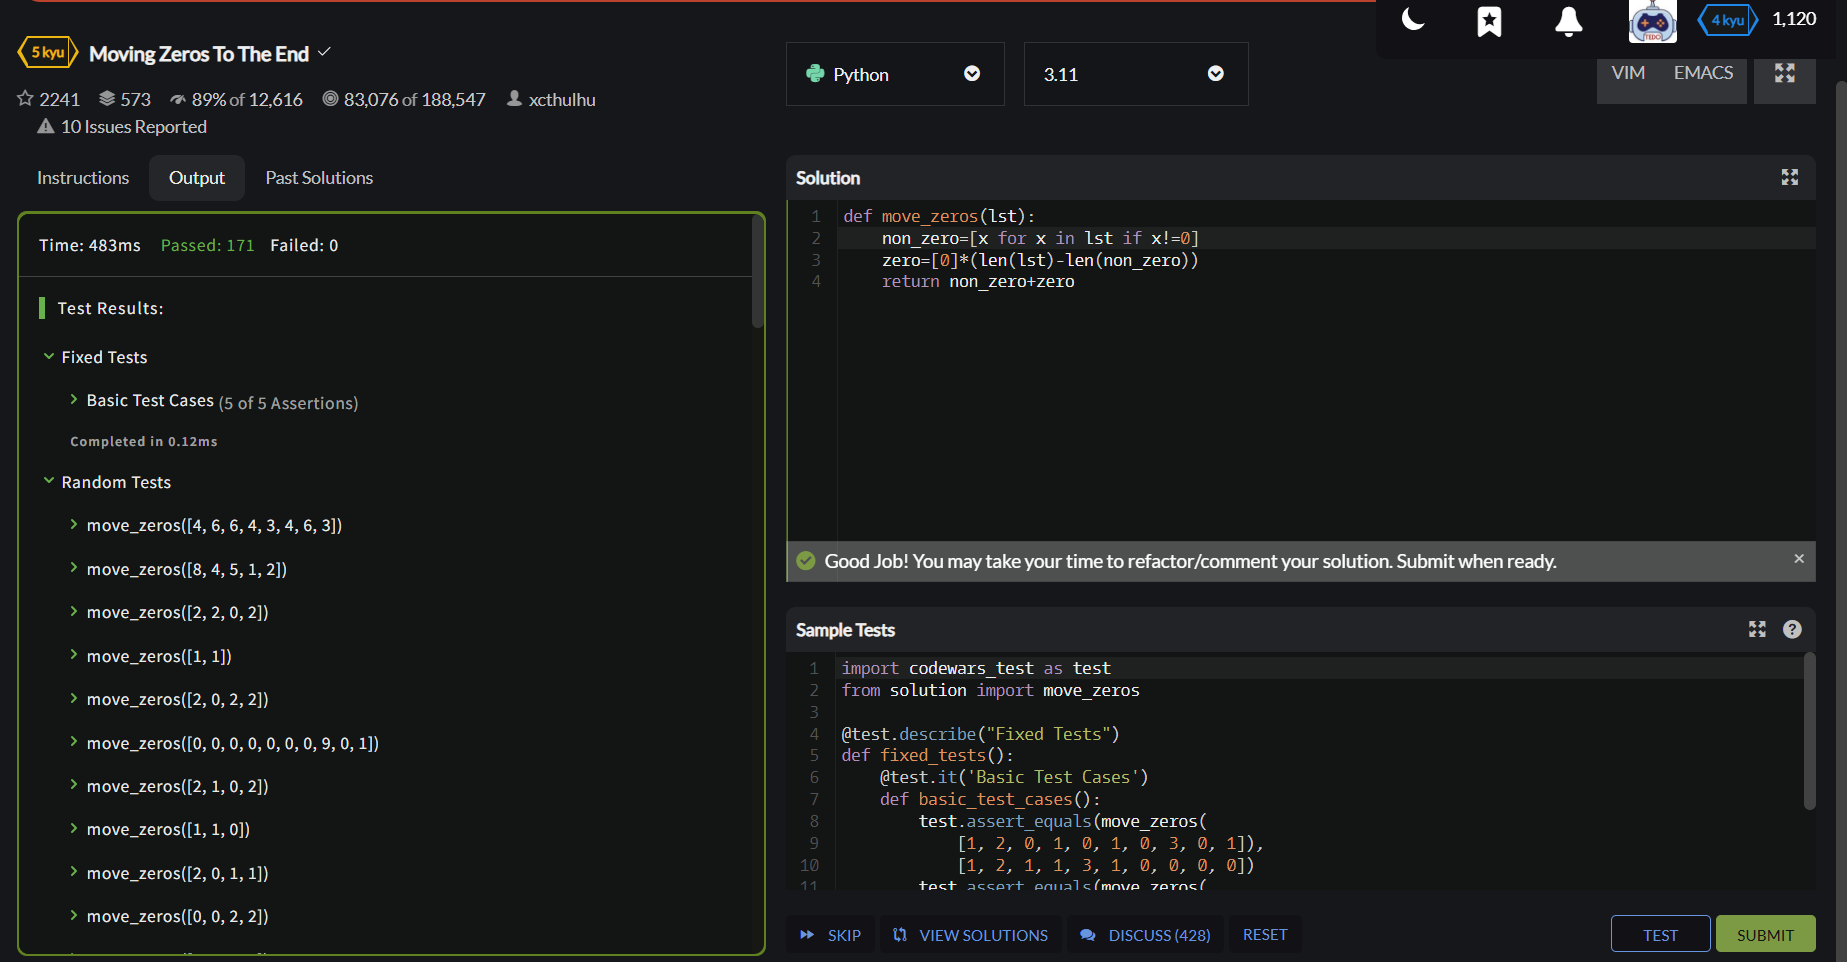 5 kyu Moving Zeros To The End
2241 573 89% of 12,616 83,076 of 188,547 xcthulhu
10 Issues Reported
Python 3.11
4 kyu 1,120
VIM EMACS
Instructions Output Past Solutions
Time: 483ms Passed: 171 Failed: 0
Test Results:
Fixed Tests
Basic Test Cases (5 of 5 Assertions)
Completed in 0.12ms
Random Tests
move_zeros([4, 6, 6, 4, 3, 4, 6, 3])
move_zeros([8, 4, 5, 1, 2])
move_zeros([2, 2, 0, 2])
move_zeros([1, 1])
move_zeros([2, 0, 2, 2])
move_zeros([0, 0, 0, 0, 0, 0, 0, 9, 0, 1])
move_zeros([2, 1, 0, 2])
move_zeros([1, 1, 0])
move_zeros([2, 0, 1, 1])
move_zeros([0, 0, 2, 2])
Solution
1 def move_zeros(lst):
2 non_zero=[x for x in lst if x!=0]
3 zero=[0]*(len(lst)-len(non_zero))
4 return non_zero+zero
Good Job! You may take your time to refactor/comment your solution. Submit when ready.
Sample Tests
1 import codewars_test as test
2 from solution import move_zeros
3
4 @test.describe("Fixed Tests")
5 def fixed_tests():
6 @test.it('Basic Test Cases')
7 def basic_test_cases():
8 test.assert_equals(move_zeros(
9 [1, 2, 0, 1, 0, 1, 0, 3, 0, 1]),
10 [1, 2, 1, 1, 3, 1, 0, 0, 0, 0])
11 test.assert_equals(move_zeros(
SKIP VIEW SOLUTIONS DISCUSS (428) RESET TEST SUBMIT